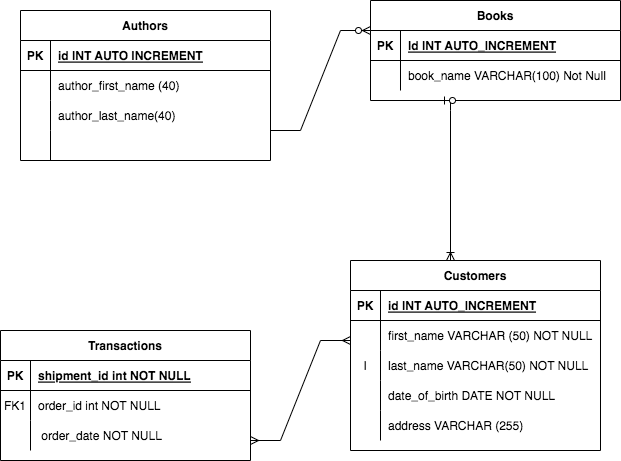 Authors
PK id INT AUTO INCREMENT
author_first_name (40)
author_last_name(40)
Books
PK Id INT AUTO_INCREMENT
book_name VARCHAR(100) Not Null
Customers
PK id INT AUTO_INCREMENT
first_name VARCHAR (50) NOT NULL
I last_name VARCHAR(50) NOT NULL
date_of_birth DATE NOT NULL
address VARCHAR (255)
Transactions
PK shipment_id int NOT NULL
FK1 order_id int NOT NULL
order_date NOT NULL